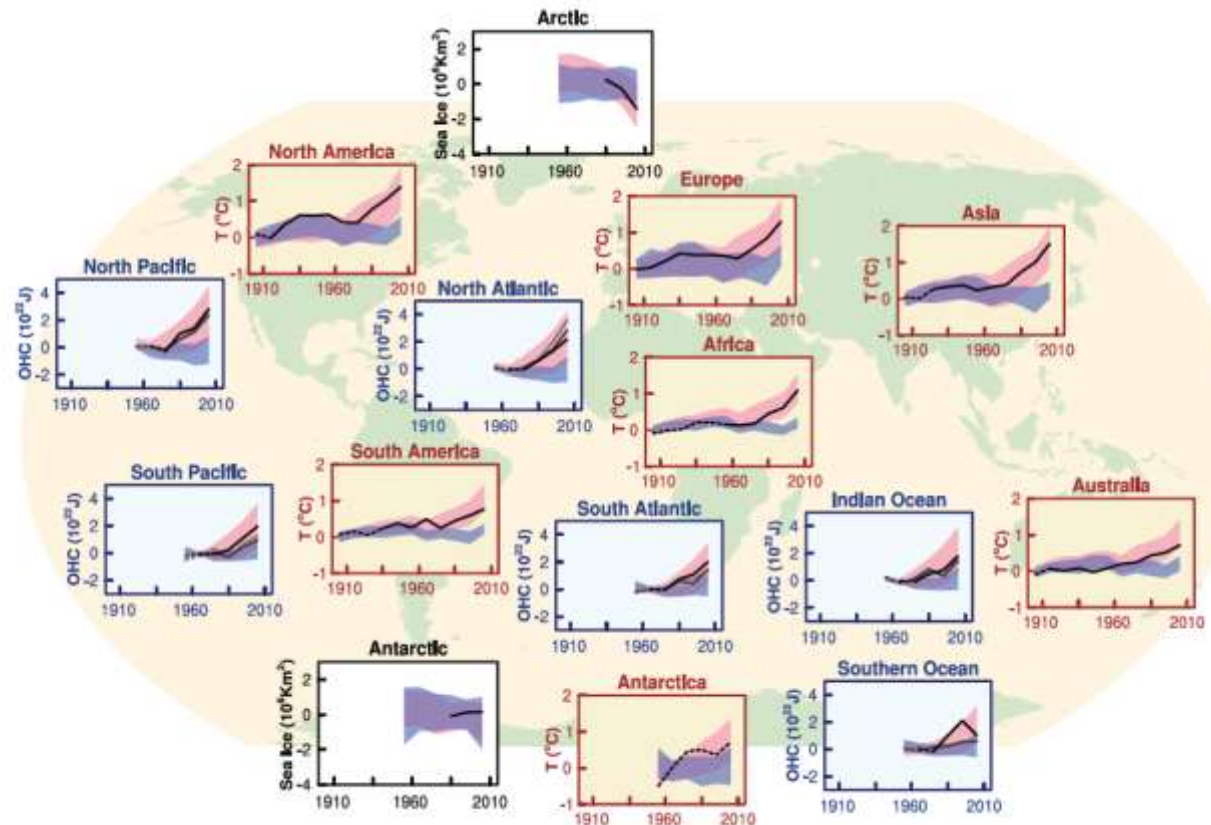 Arctic
Sea Ice (10⁶Km²)
2
0
-2
-4
1910 1960 2010
North America
T (°C)
2
1
0
-1
1910 1960 2010
Europe
T (°C)
2
1
0
-1
1910 1960 2010
Asia
T (°C)
2
1
0
-1
1910 1960 2010
North Pacific
OHC (10²²J)
4
2
0
-2
1910 1960 2010
North Atlantic
OHC (10²²J)
4
2
0
-2
1910 1960 2010
Africa
T (°C)
2
1
0
-1
1910 1960 2010
South Pacific
OHC (10²²J)
4
2
0
-2
1910 1960 2010
South America
T (°C)
2
1
0
-1
1910 1960 2010
South Atlantic
OHC (10²²J)
4
2
0
-2
1910 1960 2010
Indian Ocean
OHC (10²²J)
4
2
0
-2
1910 1960 2010
Australia
T (°C)
2
1
0
-1
1910 1960 2010
Antarctic
Sea Ice (10⁶Km²)
2
0
-2
-4
1910 1960 2010
Antarctica
T (°C)
2
1
0
-1
1910 1960 2010
Southern Ocean
OHC (10²²J)
4
2
0
-2
1910 1960 2010